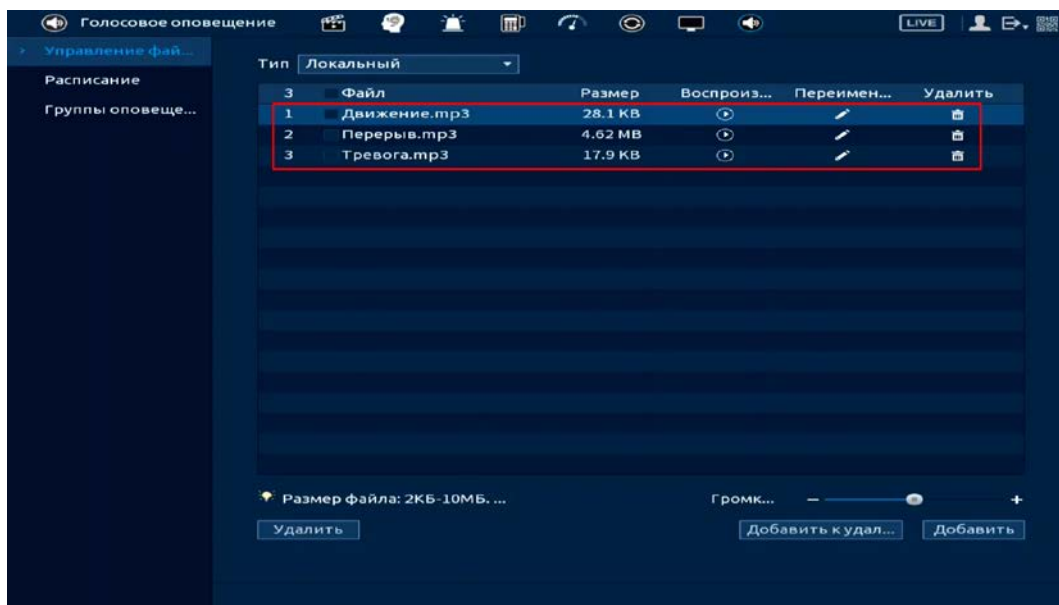 Голосовое оповещение LIVE
Управление фай...
Расписание
Группы оповеще...
Тип Локальный
3 Файл Размер Воспроиз... Переимен... Удалить
1 Движение.mp3 28.1 KB
2 Перерыв.mp3 4.62 MB
3 Тревога.mp3 17.9 KB
Размер файла: 2КБ-10МБ. ... Громк... — +
Удалить Добавить к удал... Добавить